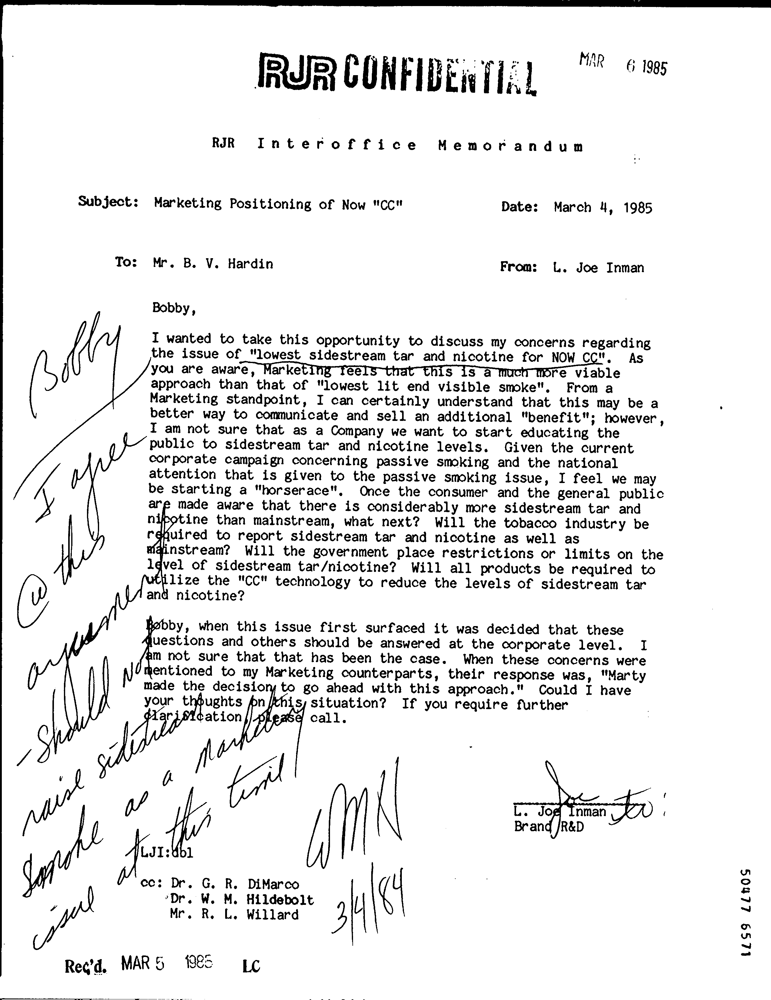 RJR CONFIDENTIAL
MAR 6 1985
RJR Interoffice Memorandum
Subject: Marketing Positioning of Now "CC"
Date: March 4, 1985
To: Mr. B. V. Hardin
From: L. Joe Inman
Bobby,
I wanted to take this opportunity to discuss my concerns regarding
the issue of "lowest sidestream tar and nicotine for NOW CC". As
you are aware, Marketing feels that this is a much more viable
approach than that of "lowest lit end visible smoke". From a
Marketing standpoint, I can certainly understand that this may be a
better way to communicate and sell an additional "benefit"; however,
I am not sure that as a Company we want to start educating the
public to sidestream tar and nicotine levels. Given the current
corporate campaign concerning passive smoking and the national
attention that is given to the passive smoking issue, I feel we may
be starting a "horserace". Once the consumer and the general public
are made aware that there is considerably more sidestream tar and
nicotine than mainstream, what next? Will the tobacco industry be
required to report sidestream tar and nicotine as well as
mainstream? Will the government place restrictions or limits on the
level of sidestream tar/nicotine? Will all products be required to
utilize the "CC" technology to reduce the levels of sidestream tar
and nicotine?
Bobby, when this issue first surfaced it was decided that these
questions and others should be answered at the corporate level. I
am not sure that that has been the case. When these concerns were
mentioned to my Marketing counterparts, their response was, "Marty
made the decision to go ahead with this approach." Could I have
your thoughts on this situation? If you require further
clarification please call.
Bobby
I agree
w this
argument
- Should Not
raise sidestream
smoke as a marketing
issue at this time!
WMH
3/4/84
Joe
L. Joe Inman
Brand R&D
LJI:db1
cc: Dr. G. R. DiMarco
Dr. W. M. Hildebolt
Mr. R. L. Willard
Rec'd. MAR 5 1985 LC
50477 6571